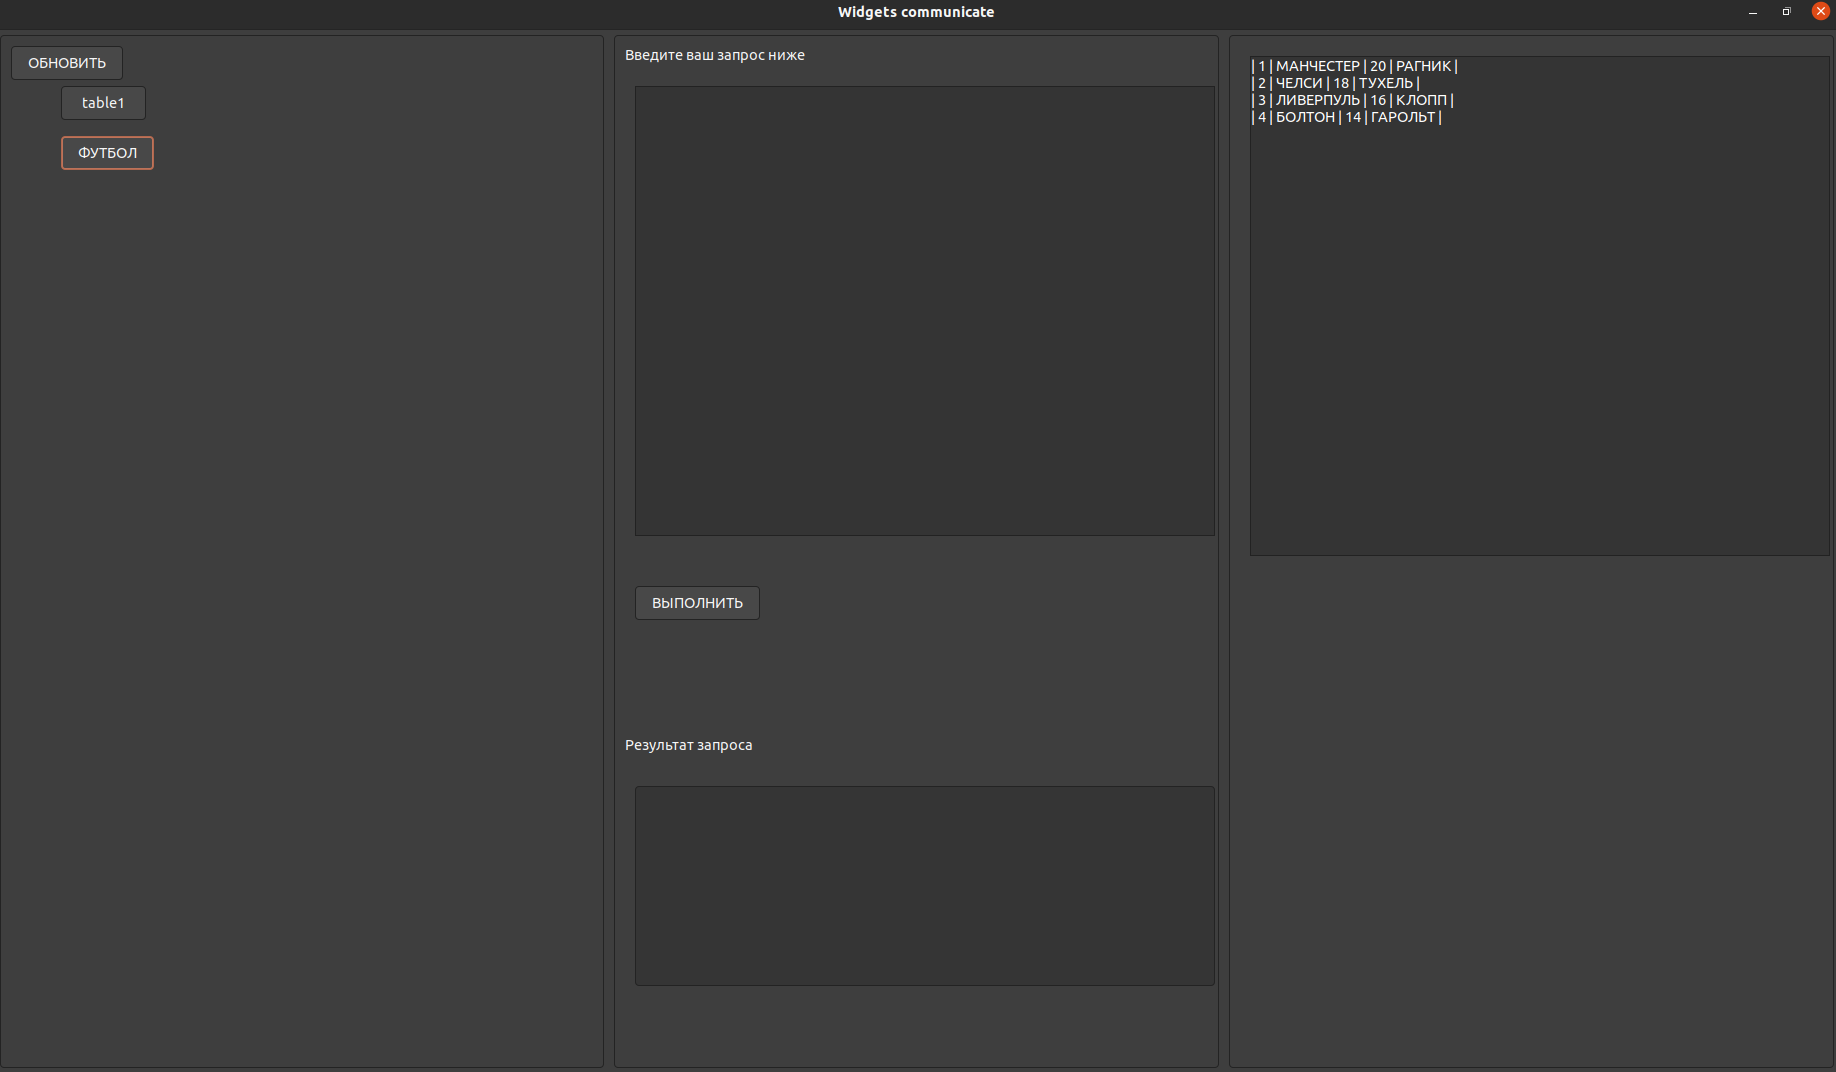 Widgets communicate
ОБНОВИТЬ
table1
ФУТБОЛ
Введите ваш запрос ниже
ВЫПОЛНИТЬ
Результат запроса
| 1 | МАНЧЕСТЕР | 20 | РАГНИК |
| 2 | ЧЕЛСИ | 18 | ТУХЕЛЬ |
| 3 | ЛИВЕРПУЛЬ | 16 | КЛОПП |
| 4 | БОЛТОН | 14 | ГАРОЛЬТ |